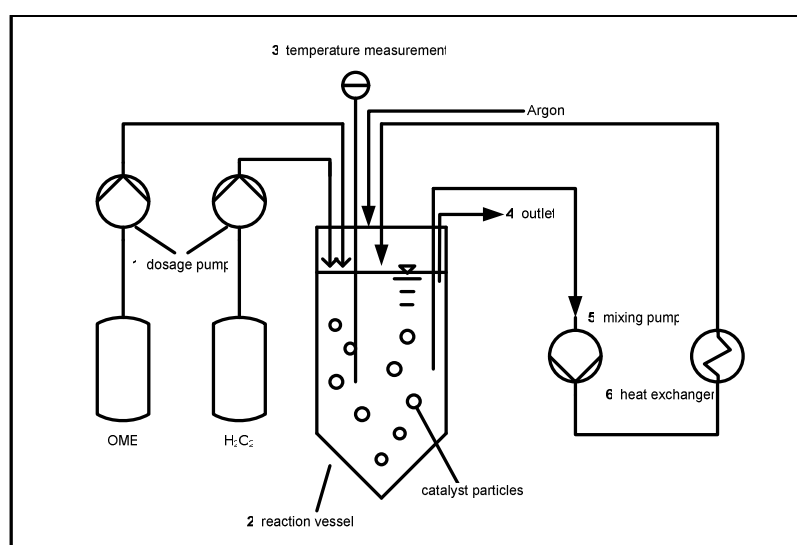 3 temperature measurement
Argon
4 outlet
1 dosage pump
5 mixing pump
6 heat exchanger
OME
H₂C₂
catalyst particles
2 reaction vessel